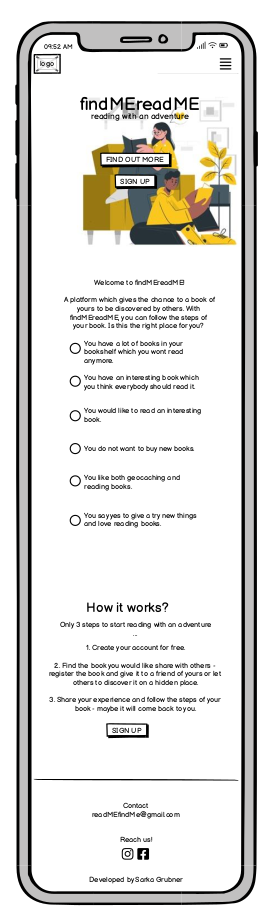 09:52 AM
logo
findMEreadME
reading with an adventure
FIND OUT MORE
SIGN UP
Welcome to findMEreadME!
A platform which gives the chance to a book of
yours to be discovered by others. With
findMEreadME, you can follow the steps of
your book. Is this the right place for you?
You have a lot of books in your
bookshelf which you wont read
anymore.
You have an interesting book which
you think everybody should read it.
You would like to read an interesting
book.
You do not want to buy new books.
You like both geocaching and
reading books.
You say yes to give a try new things
and love reading books.
How it works?
Only 3 steps to start reading with an adventure
...
1. Create your account for free.
2. Find the book you would like share with others -
register the book and give it to a friend of yours or let
others to discover it on a hidden place.
3. Share your experience and follow the steps of your
book - maybe it will come back to you.
SIGN UP
Contact
readMEfindMe@gmail.com
Reach us!
Developed by Sarka Grubner